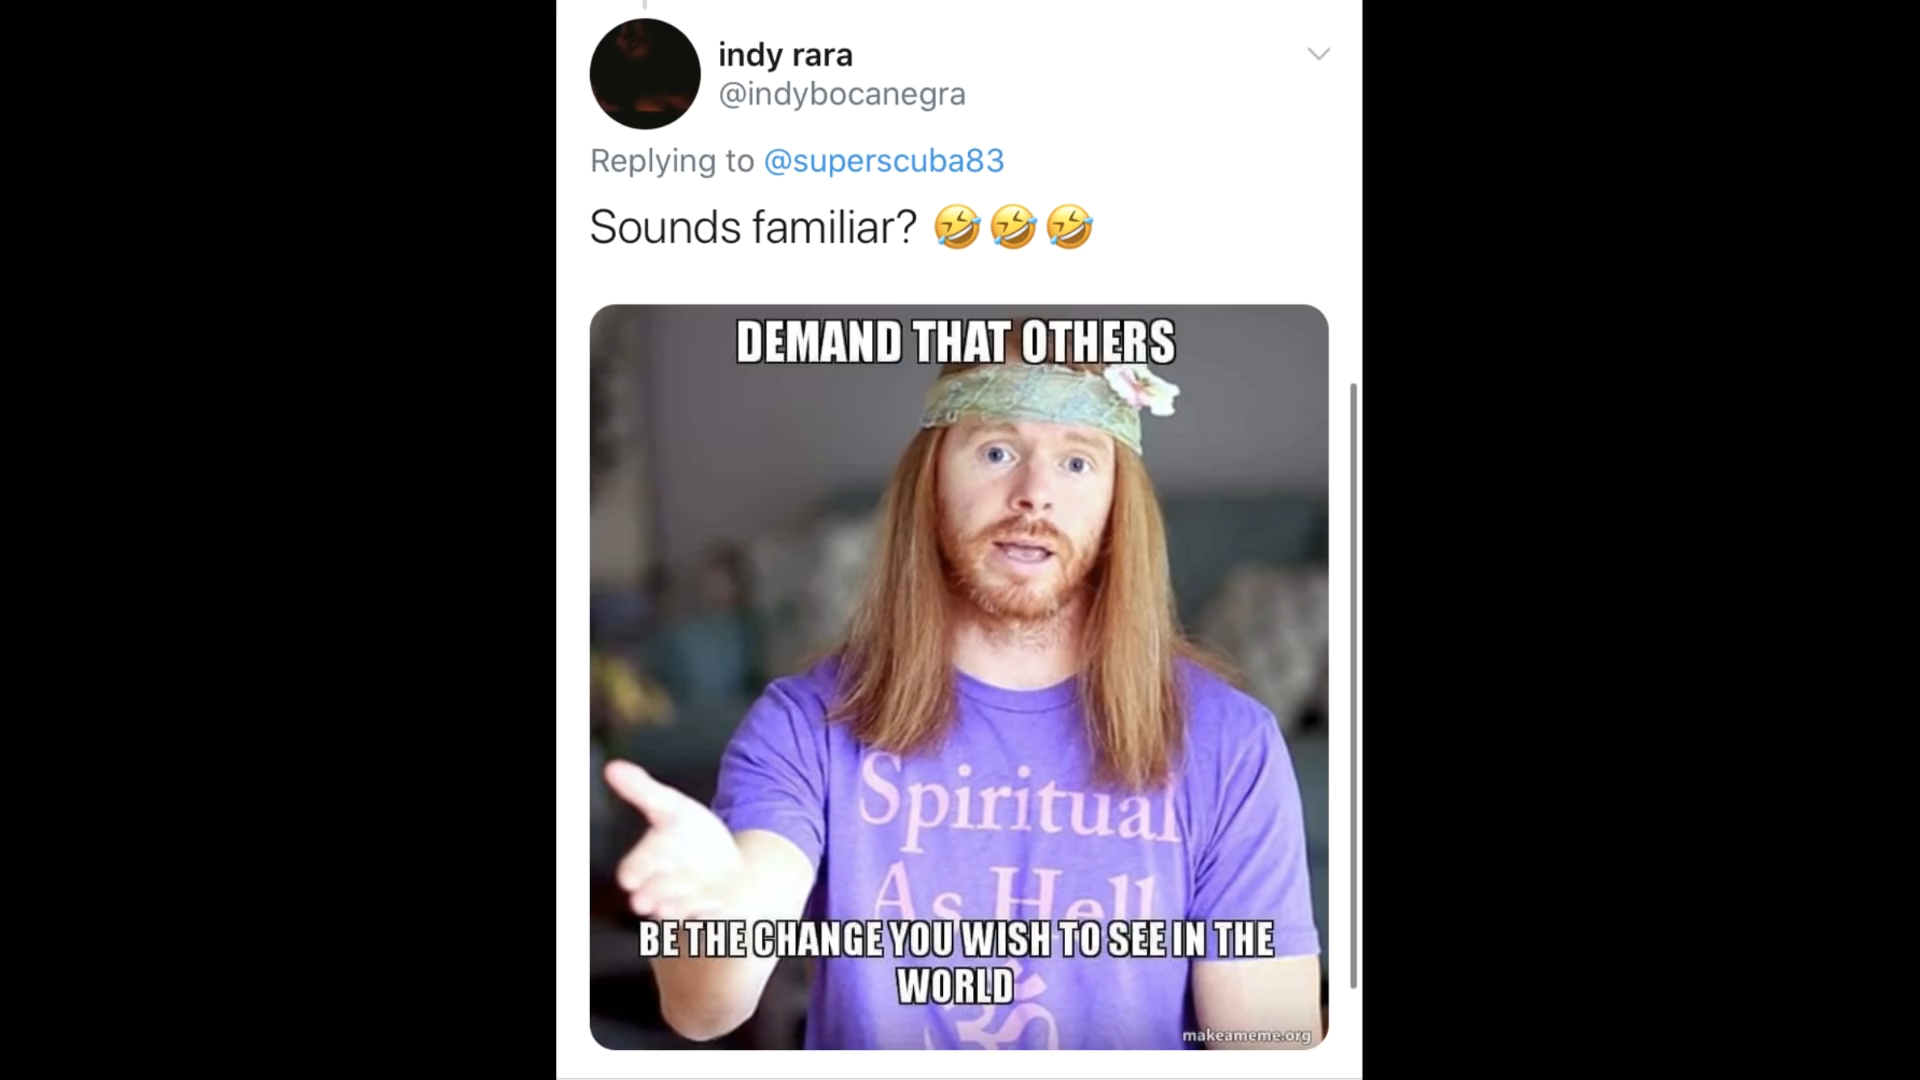 indy rara
@indybocanegra
Replying to @superscuba83
Sounds familiar? 🤣🤣🤣
DEMAND THAT OTHERS
Spiritual
As Hell
BE THE CHANGE YOU WISH TO SEE IN THE
WORLD
ॐ
makeameme.org